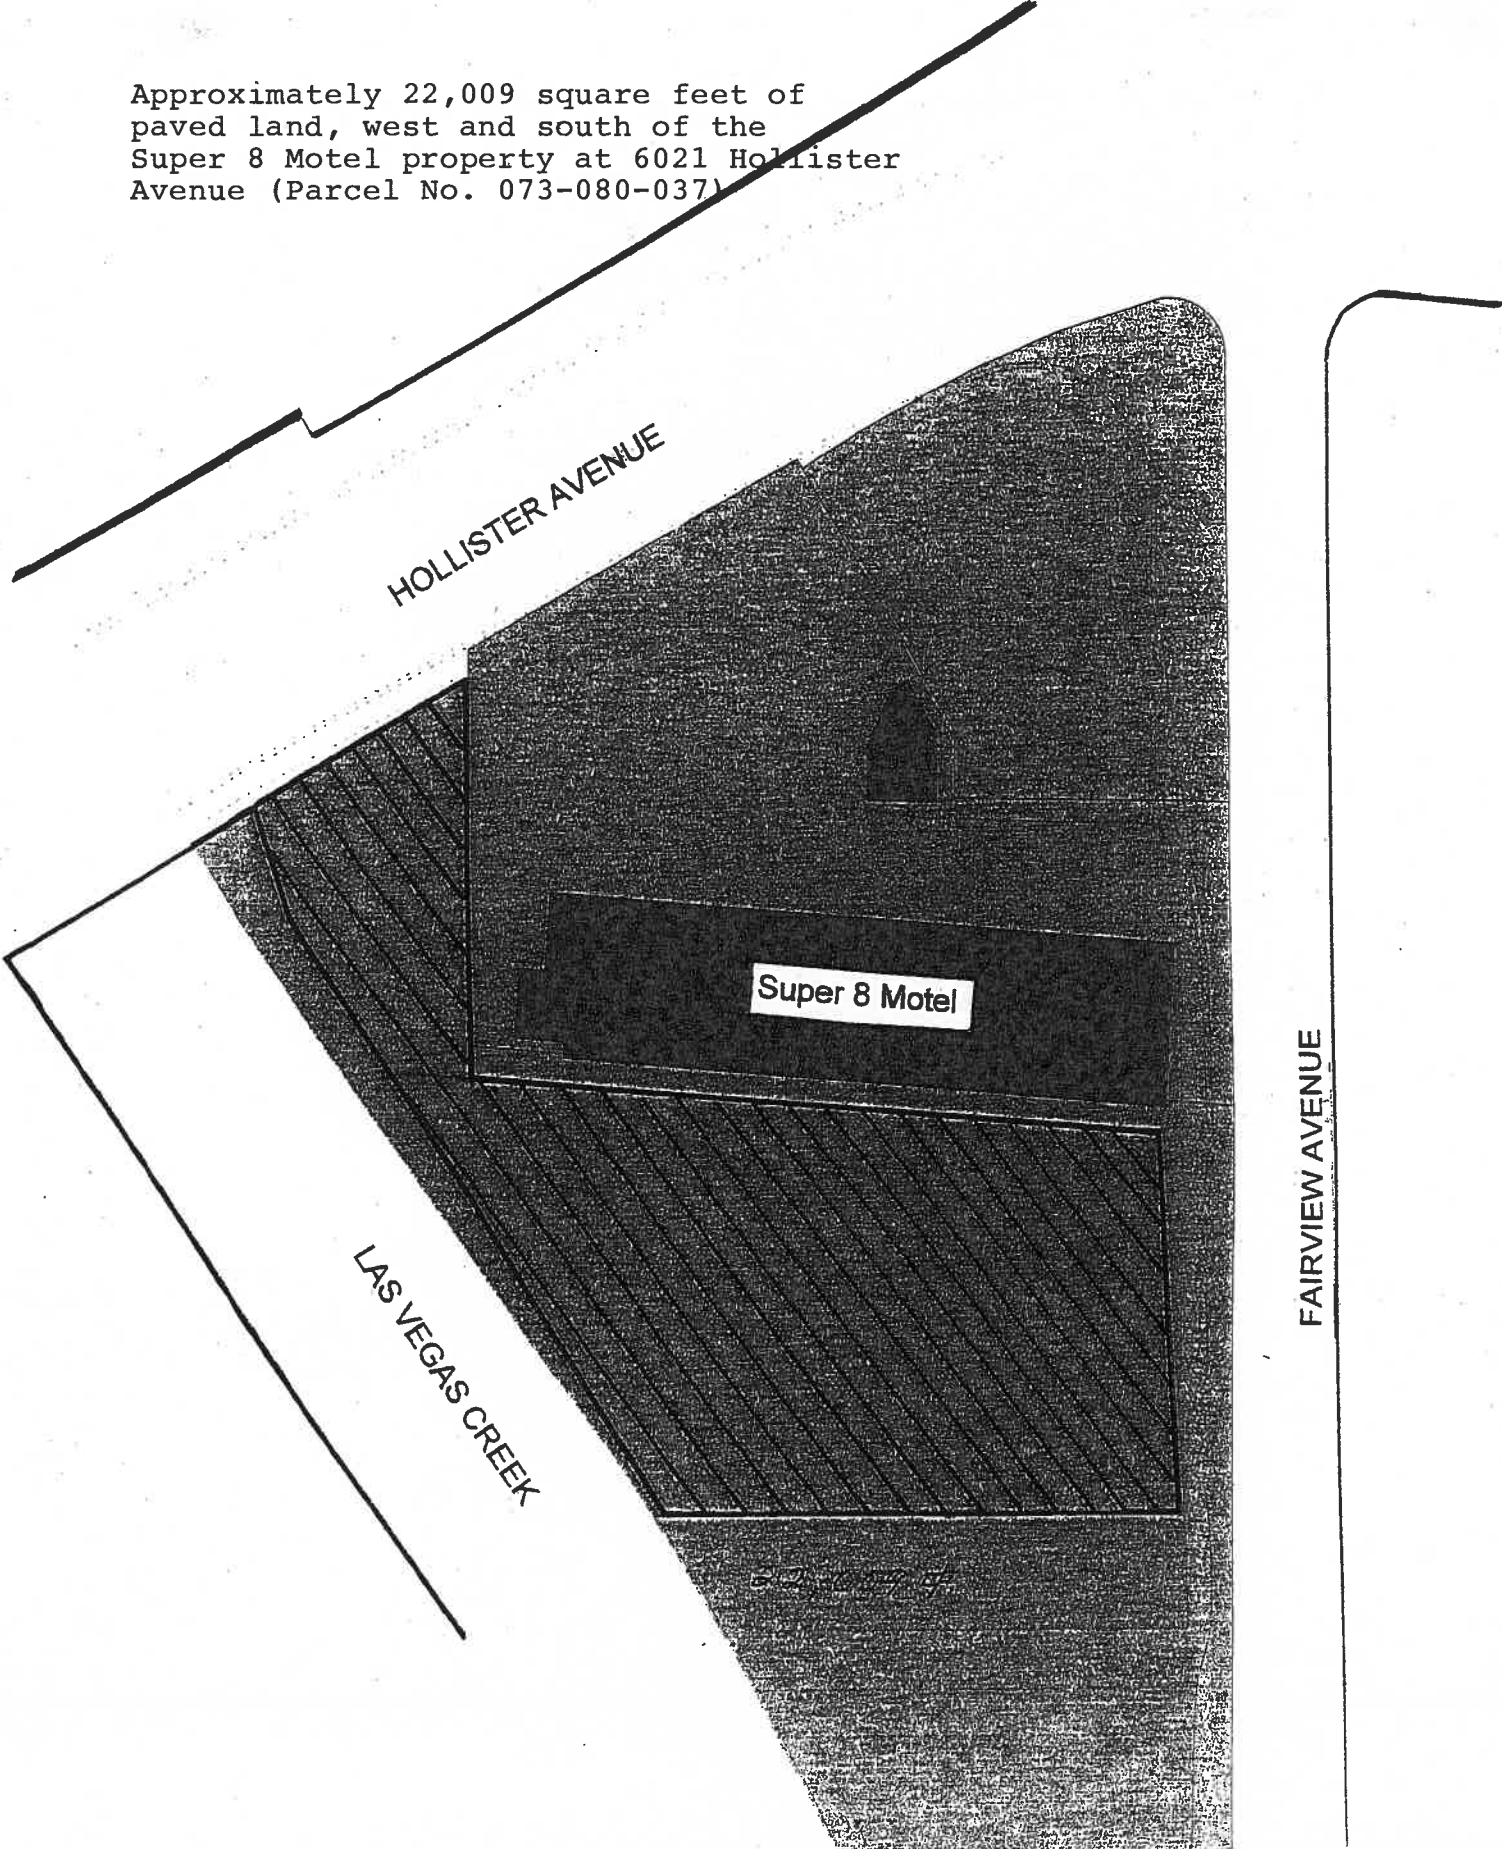 Approximately 22,009 square feet of
paved land, west and south of the
Super 8 Motel property at 6021 Hollister
Avenue (Parcel No. 073-080-037)
HOLLISTER AVENUE
Super 8 Motel
FAIRVIEW AVENUE
LAS VEGAS CREEK